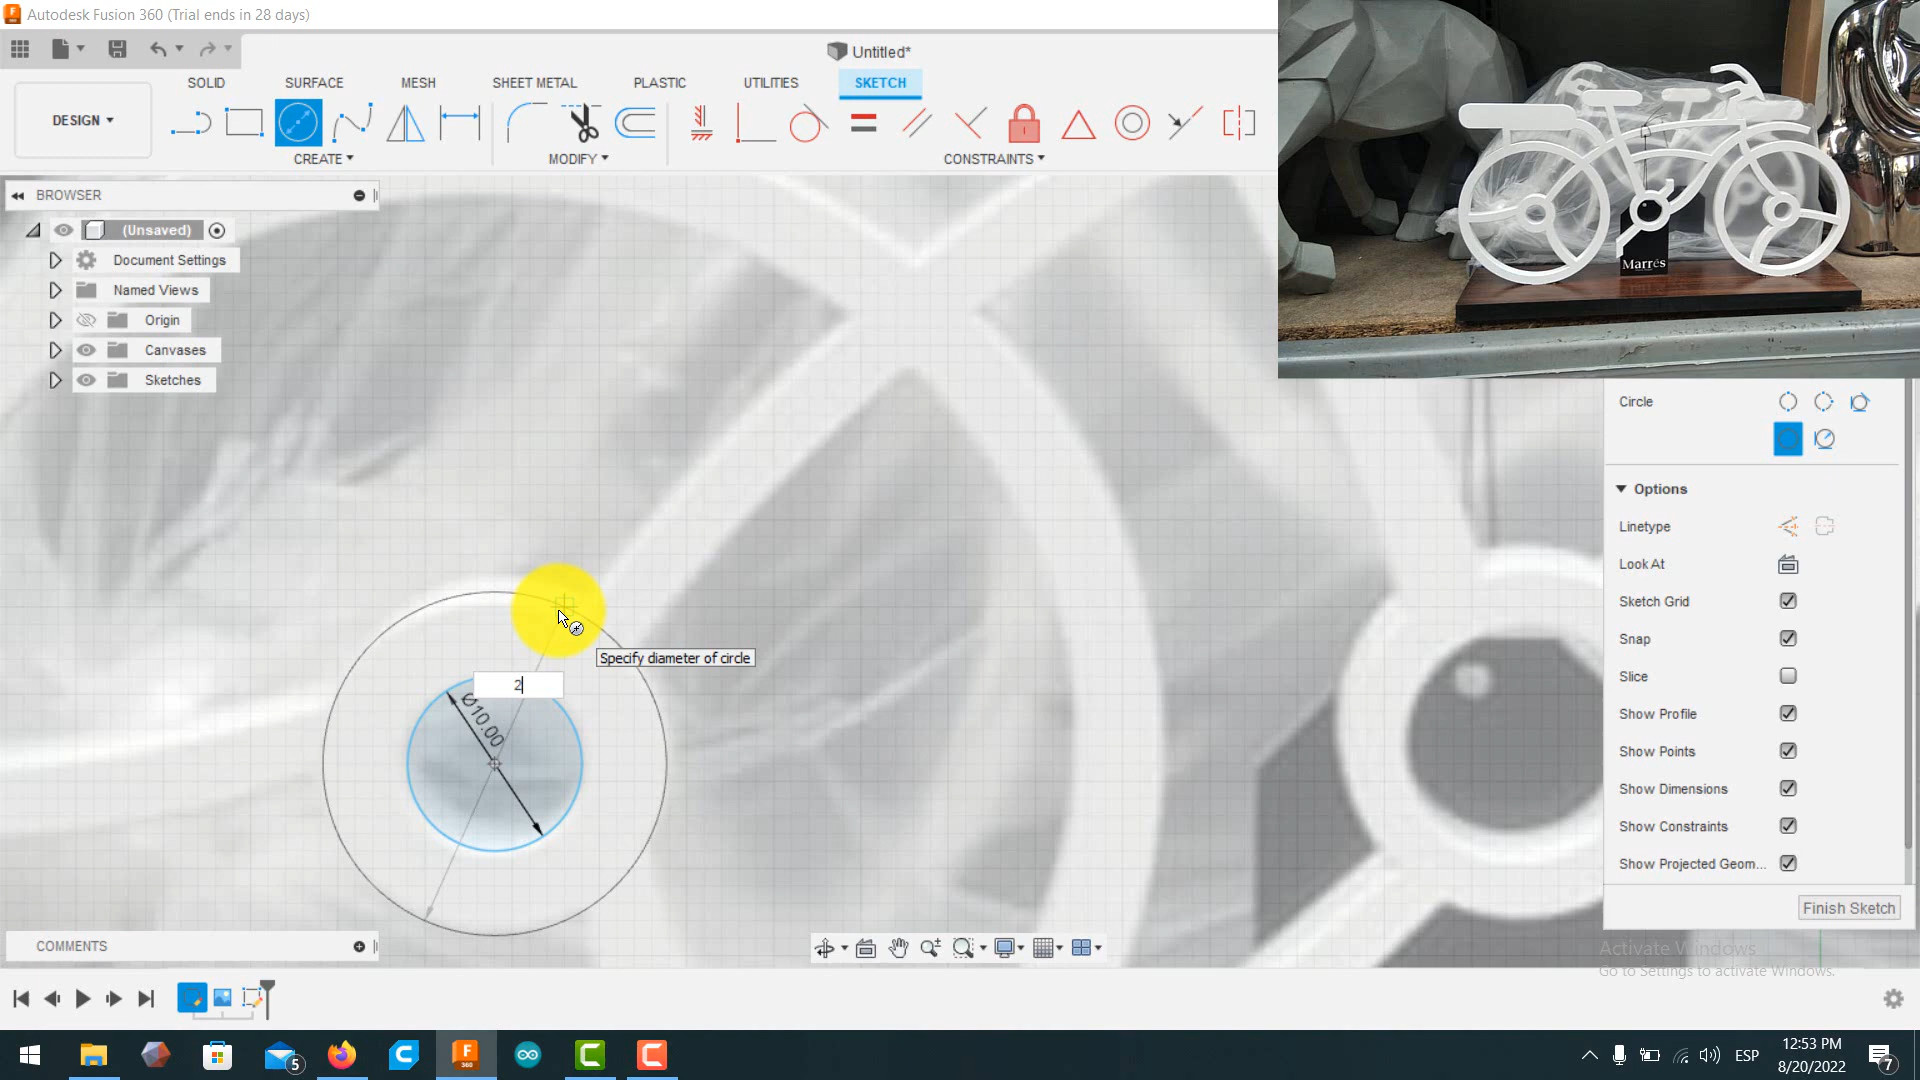 Autodesk Fusion 360 (Trial ends in 28 days)
Untitled*
SOLID
SURFACE
MESH
SHEET METAL
PLASTIC
UTILITIES
SKETCH
DESIGN
CREATE
MODIFY
CONSTRAINTS
BROWSER
(Unsaved)
Document Settings
Named Views
Origin
Canvases
Sketches
Marrés
Circle
Options
Linetype
Look At
Sketch Grid
Snap
Slice
Show Profile
Show Points
Show Dimensions
Show Constraints
Show Projected Geom...
Finish Sketch
Specify diameter of circle
2
Ø10.00
COMMENTS
Activate Windows
Go to Settings to activate Windows.
5
F
360
ESP
12:53 PM
8/20/2022
7